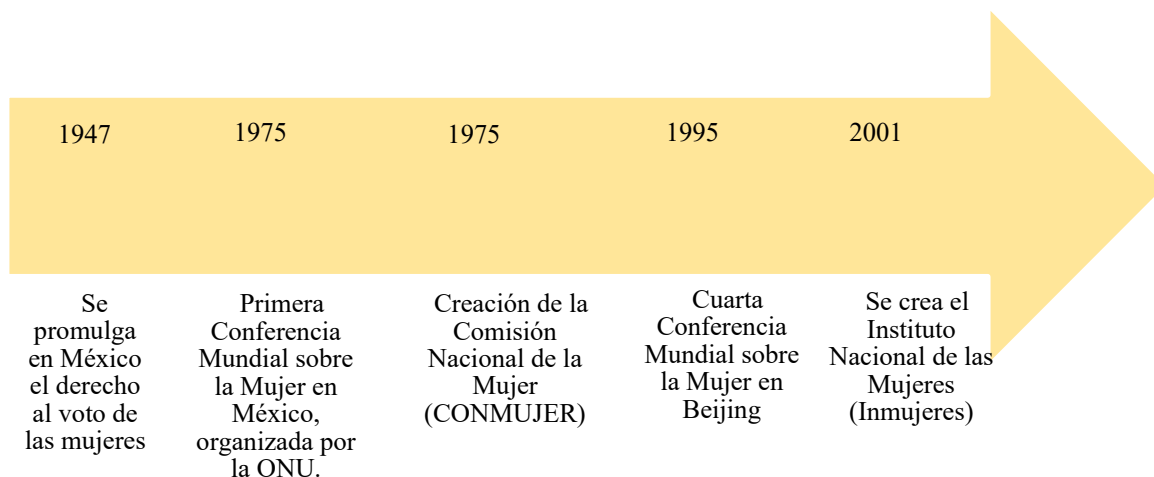 1947
1975
1975
1995
2001
Se
promulga
en México
el derecho
al voto de
las mujeres
Primera
Conferencia
Mundial sobre
la Mujer en
México,
organizada por
la ONU.
Creación de la
Comisión
Nacional de la
Mujer
(CONMUJER)
Cuarta
Conferencia
Mundial sobre
la Mujer en
Beijing
Se crea el
Instituto
Nacional de las
Mujeres
(Inmujeres)